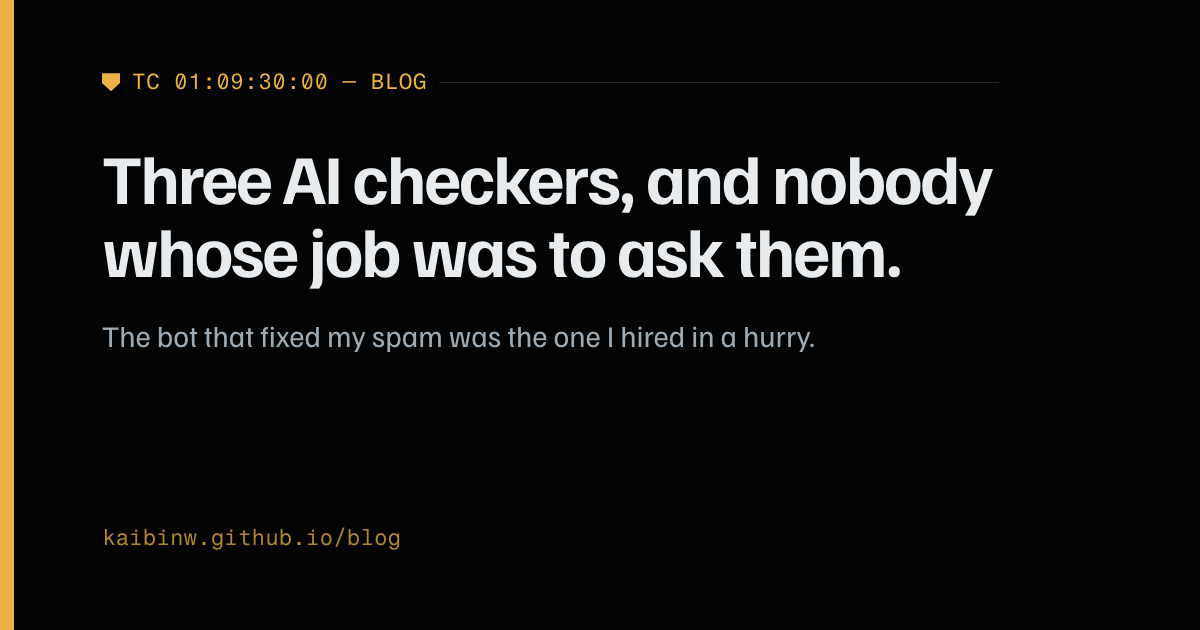 TC 01:09:30:00 — BLOG
Three AI checkers, and nobody
whose job was to ask them.
The bot that fixed my spam was the one I hired in a hurry.
kaibinw.github.io/blog